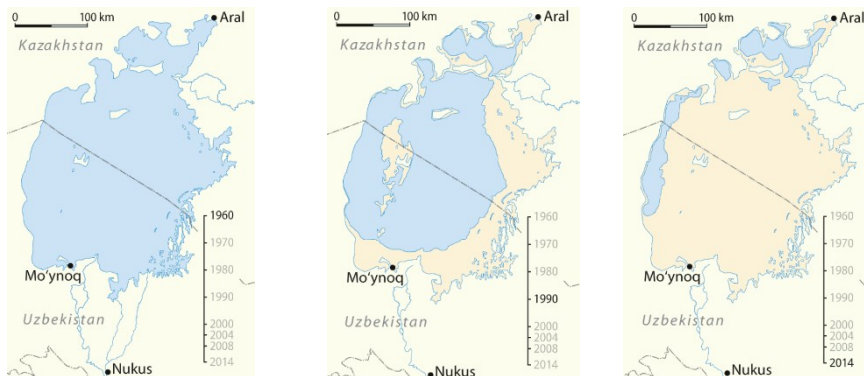 0 100 km
Aral
Kazakhstan
1960
1970
Mo'ynoq
1980
1990
Uzbekistan
2000
2004
2008
Nukus
2014
0 100 km
Aral
Kazakhstan
1960
1970
Mo'ynoq
1980
1990
Uzbekistan
2000
2004
2008
Nukus
2014
0 100 km
Aral
Kazakhstan
1960
1970
Mo'ynoq
1980
1990
Uzbekistan
2000
2004
2008
2014
Nukus